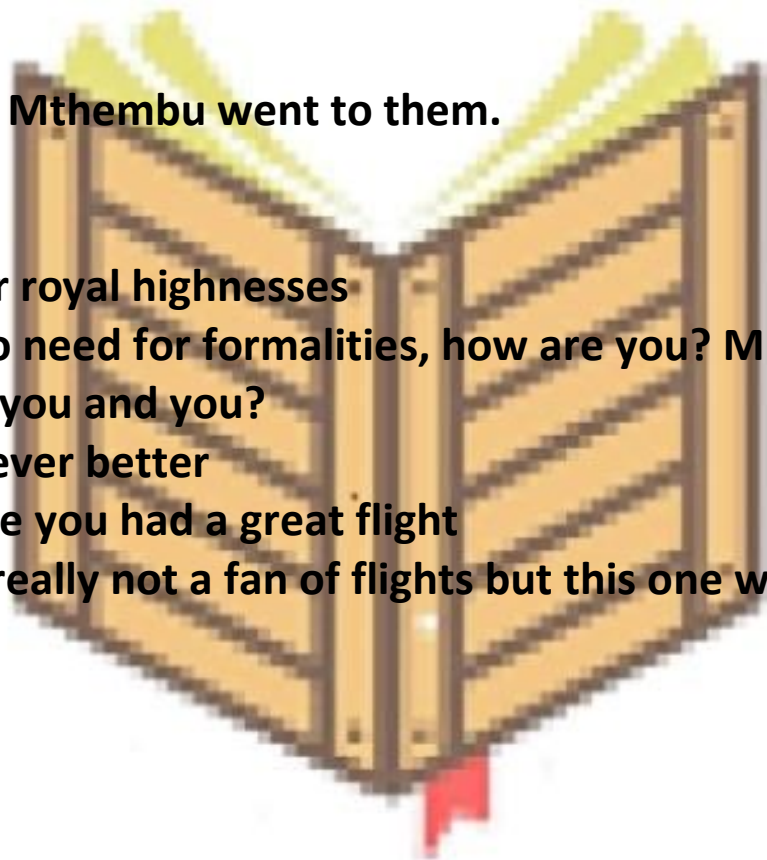 Mthembu went to them.
r royal highnesses
o need for formalities, how are you? M
you and you?
ever better
e you had a great flight
really not a fan of flights but this one w